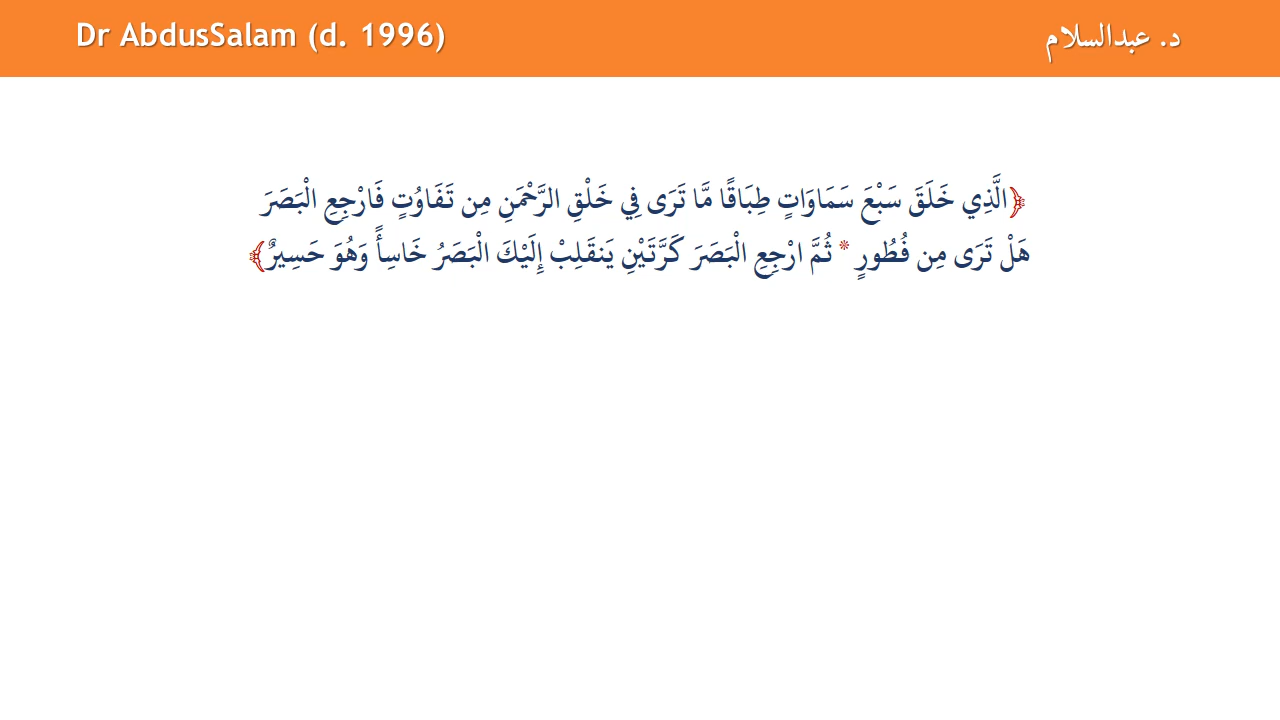 Dr AbdusSalam (d. 1996)
د. عبدالسلام
﴿الَّذِي خَلَقَ سَبْعَ سَمَاوَاتٍ طِبَاقًا مَّا تَرَى فِي خَلْقِ الرَّحْمَنِ مِن تَفَاوُتٍ فَارْجِعِ الْبَصَرَ
هَلْ تَرَى مِن فُطُورٍ * ثُمَّ ارْجِعِ الْبَصَرَ كَرَّتَيْنِ يَنقَلِبْ إِلَيْكَ الْبَصَرُ خَاسِأً وَهُوَ حَسِيرٌ﴾